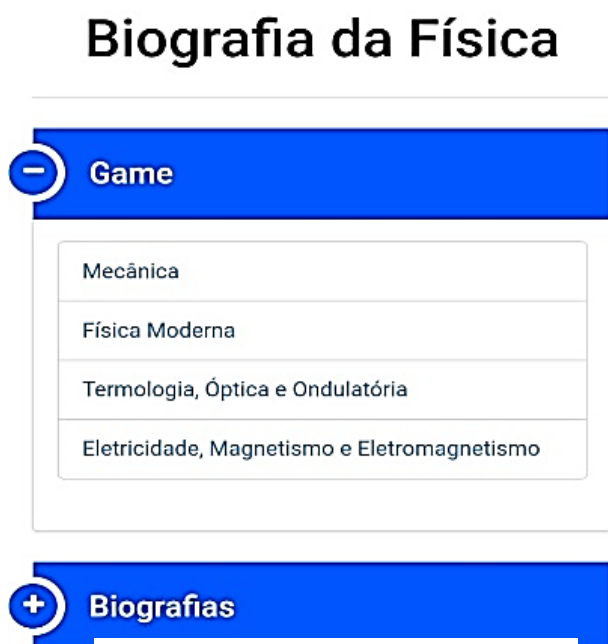 Biografia da Física
Game
Mecânica
Física Moderna
Termologia, Óptica e Ondulatória
Eletricidade, Magnetismo e Eletromagnetismo
Biografias